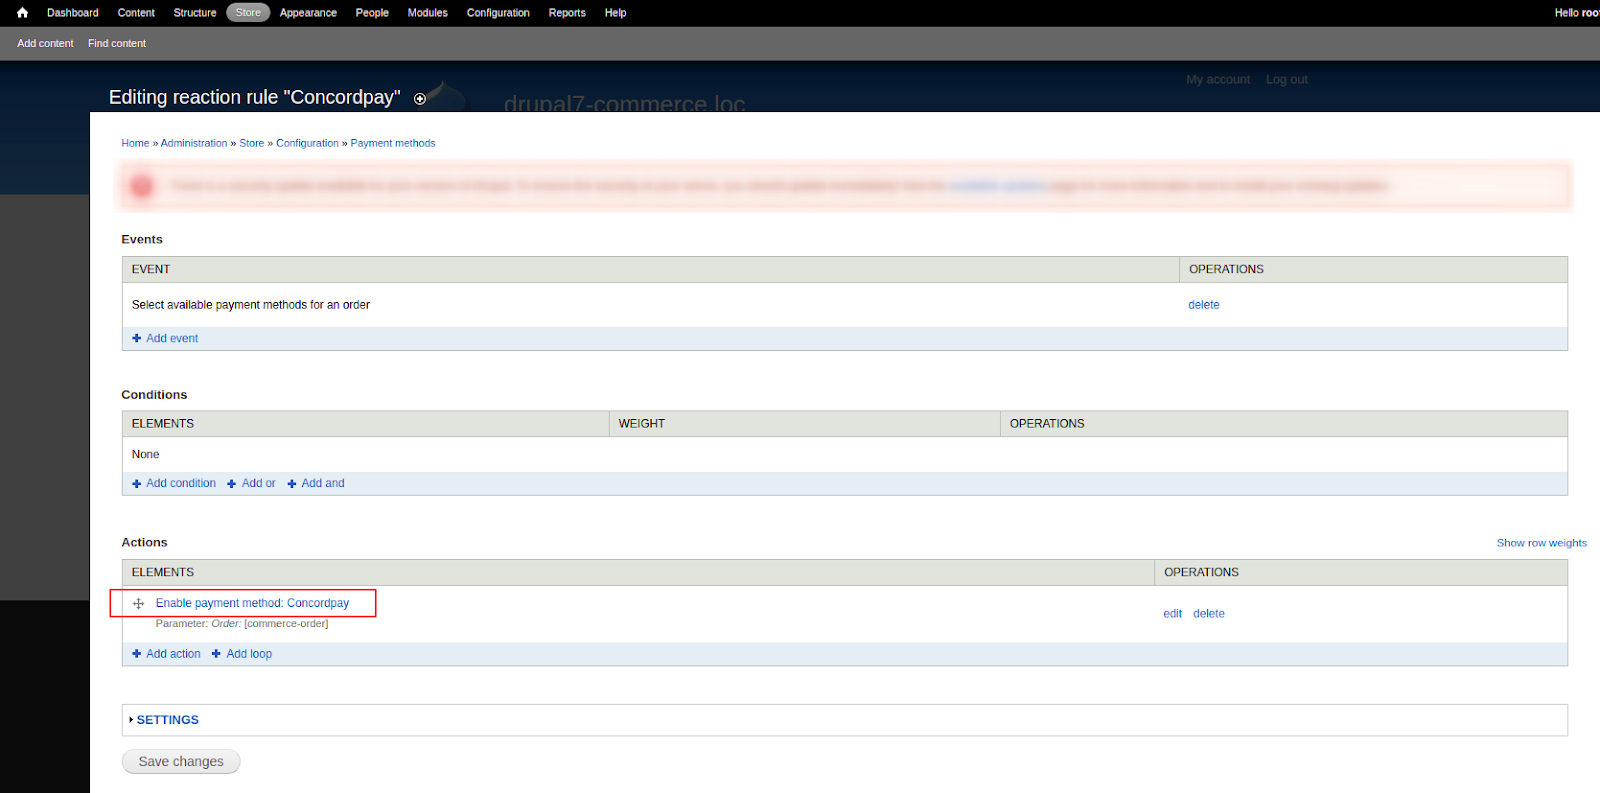 Dashboard Content Structure Store Appearance People Modules Configuration Reports Help Hello roo
Add content Find content
My account Log out
Editing reaction rule "Concordpay"
drupal7-commerce.loc
Home » Administration » Store » Configuration » Payment methods
Events
EVENT OPERATIONS
Select available payment methods for an order delete
Add event
Conditions
ELEMENTS WEIGHT OPERATIONS
None
Add condition Add or Add and
Actions Show row weights
ELEMENTS OPERATIONS
Enable payment method: Concordpay
edit delete
Parameter: Order: [commerce-order]
Add action Add loop
SETTINGS
Save changes